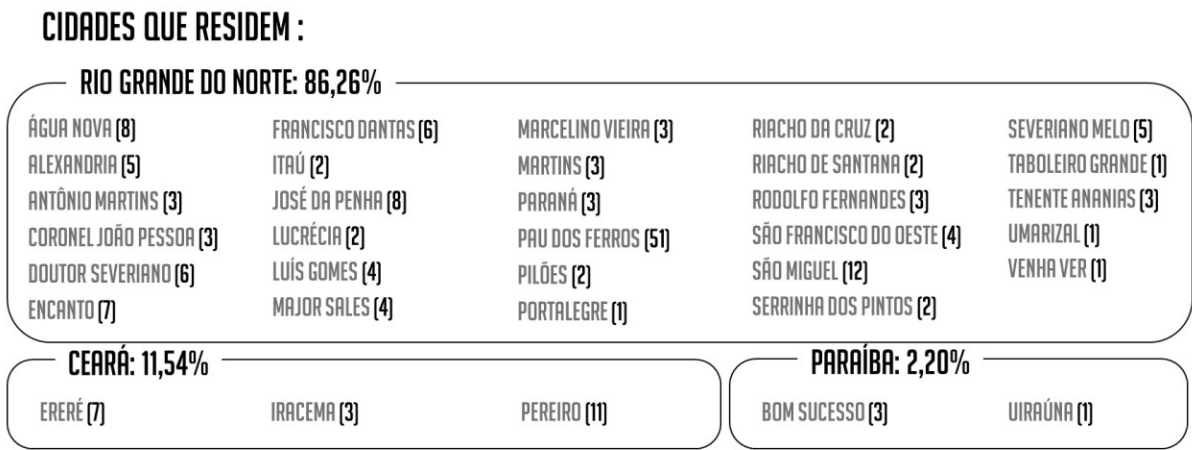 CIDADES QUE RESIDEM :
RIO GRANDE DO NORTE: 86,26%
ÁGUA NOVA (8)
ALEXANDRIA (5)
ANTÔNIO MARTINS (3)
CORONEL JOÃO PESSOA (3)
DOUTOR SEVERIANO (6)
ENCANTO (7)
FRANCISCO DANTAS (6)
ITAÚ (2)
JOSÉ DA PENHA (8)
LUCRÉCIA (2)
LUÍS GOMES (4)
MAJOR SALES (4)
MARCELINO VIEIRA (3)
MARTINS (3)
PARANÁ (3)
PAU DOS FERROS (51)
PILÕES (2)
PORTALEGRE (1)
RIACHO DA CRUZ (2)
RIACHO DE SANTANA (2)
RODOLFO FERNANDES (3)
SÃO FRANCISCO DO OESTE (4)
SÃO MIGUEL (12)
SERRINHA DOS PINTOS (2)
SEVERIANO MELO (5)
TABOLEIRO GRANDE (1)
TENENTE ANANIAS (3)
UMARIZAL (1)
VENHA VER (1)
CEARÁ: 11,54%
ERERÉ (7)
IRACEMA (3)
PEREIRO (11)
PARAÍBA: 2,20%
BOM SUCESSO (3)
UIRAÚNA (1)